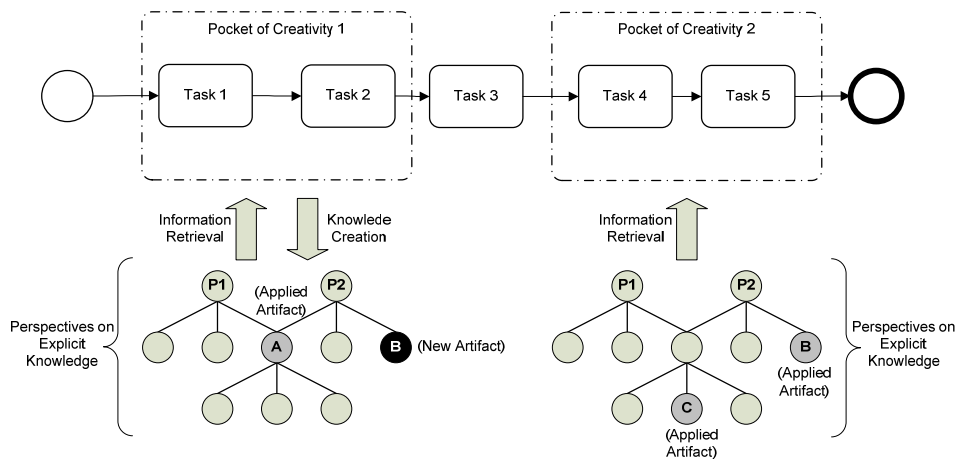 Pocket of Creativity 1
Pocket of Creativity 2
Task 1
Task 2
Task 3
Task 4
Task 5
Information
Retrieval
Knowlede
Creation
Information
Retrieval
Perspectives on
Explicit
Knowledge
P1
(Applied
Artifact)
P2
A
B
(New Artifact)
P1
P2
B
(Applied
Artifact)
C
(Applied
Artifact)
Perspectives on
Explicit
Knowledge